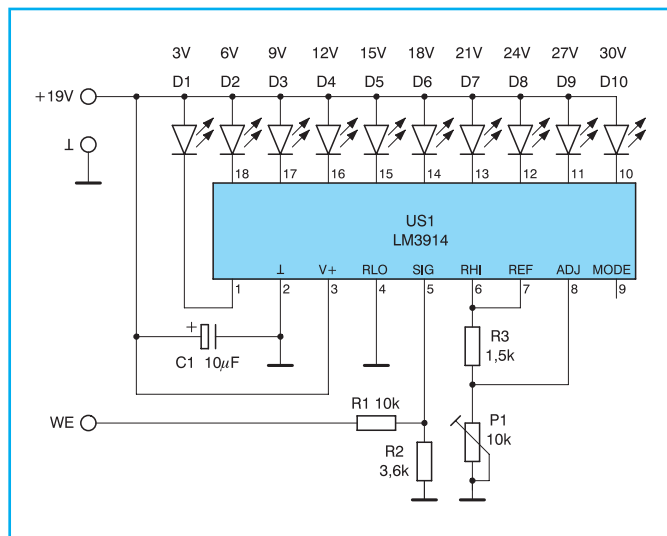 3V 6V 9V 12V 15V 18V 21V 24V 27V 30V
D1 D2 D3 D4 D5 D6 D7 D8 D9 D10
+19V
⊥
18 17 16 15 14 13 12 11 10
US1
LM3914
⊥ V+ RLO SIG RHI REF ADJ MODE
1 2 3 4 5 6 7 8 9
+
R3
1,5k
C1 10µF
R1 10k
P1
10k
WE
R2
3,6k